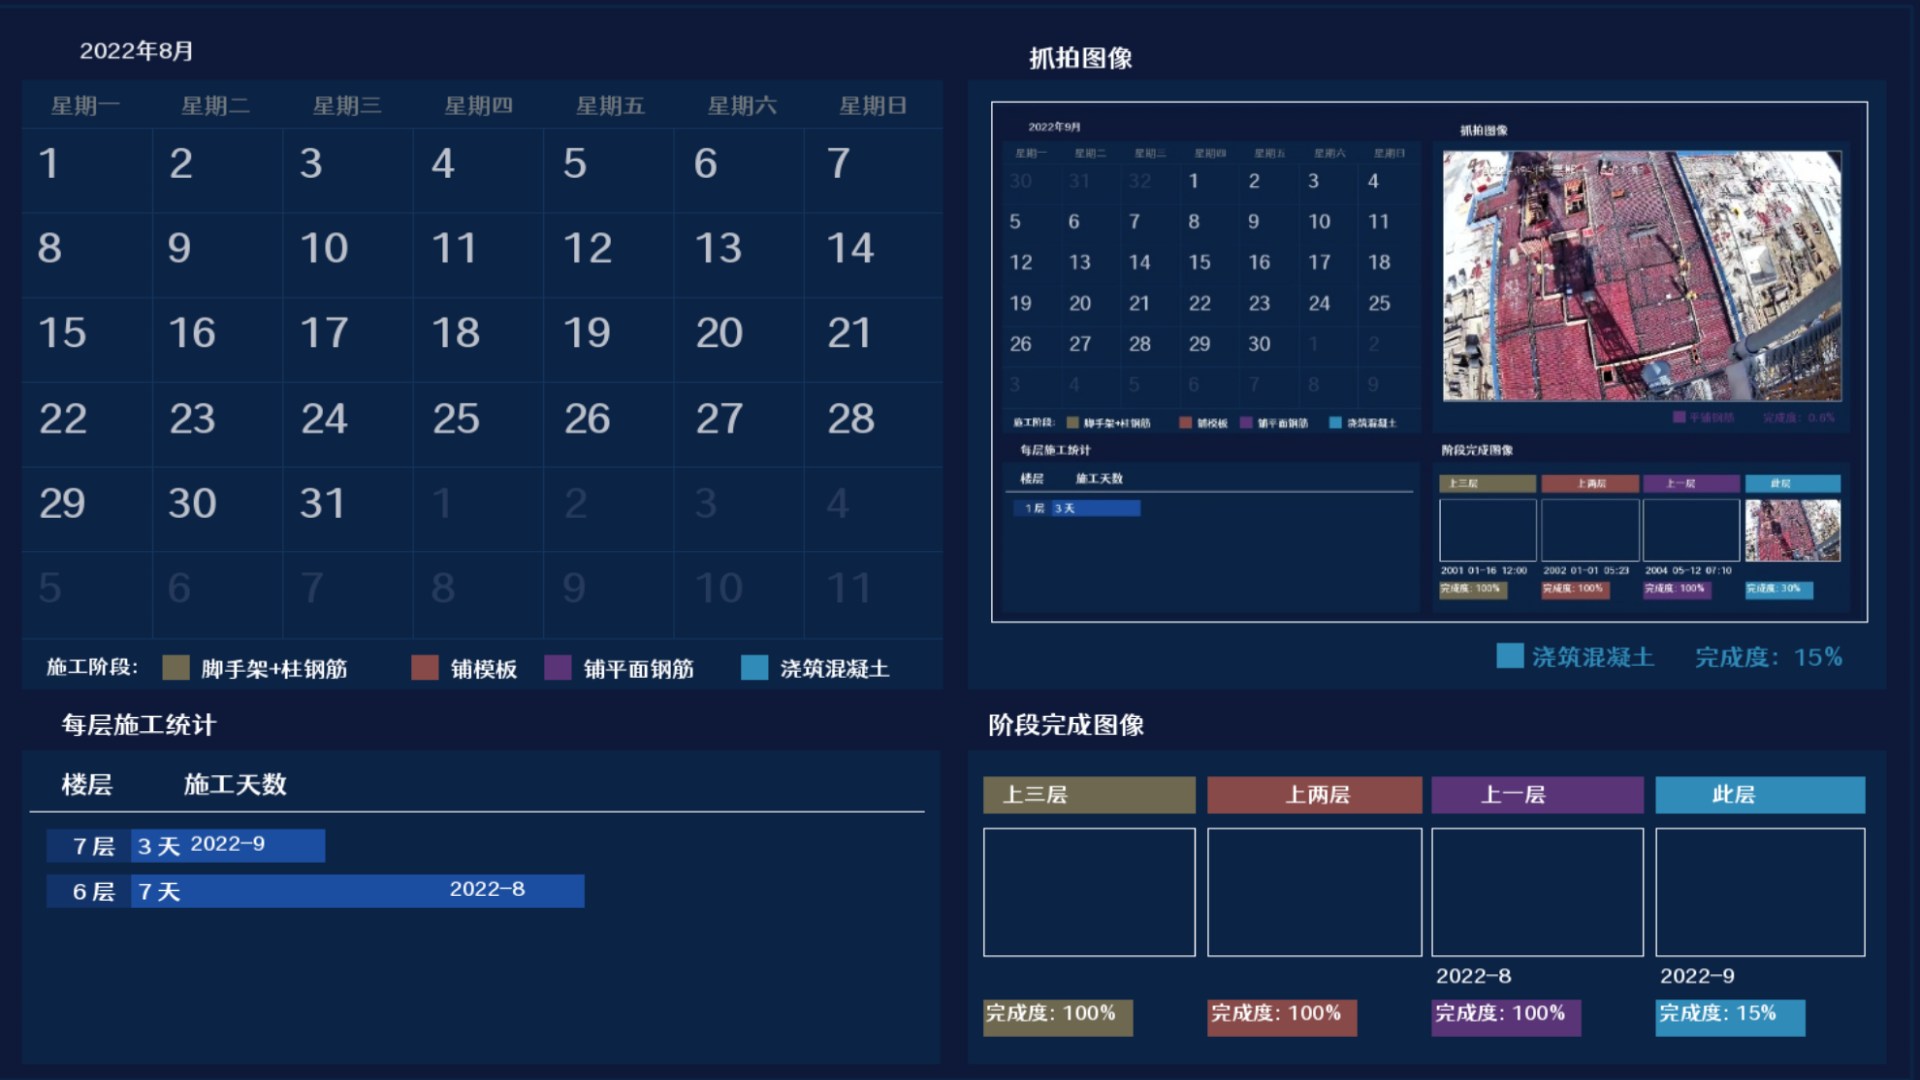 2022年8月
星期一 星期二 星期三 星期四 星期五 星期六 星期日
1 2 3 4 5 6 7
8 9 10 11 12 13 14
15 16 17 18 19 20 21
22 23 24 25 26 27 28
29 30 31 1 2 3 4
5 6 7 8 9 10 11
施工阶段: 脚手架+柱钢筋 铺模板 铺平面钢筋 浇筑混凝土
抓拍图像
2022年9月
星期一 星期二 星期三 星期四 星期五 星期六 星期日
30 31 32 1 2 3 4
5 6 7 8 9 10 11
12 13 14 15 16 17 18
19 20 21 22 23 24 25
26 27 28 29 30 1 2
3 4 5 6 7 8 9
施工阶段: 脚手架+柱钢筋 铺模板 铺平面钢筋 浇筑混凝土
每层施工统计
楼层 施工天数
1层 3天
抓拍图像
平铺钢筋 完成度: 0.6%
阶段完成图像
上三层 上两层 上一层 此层
2001 01-16 12:00 2002 01-01 05:23 2004 05-12 07:10
完成度: 100% 完成度: 100% 完成度: 100% 完成度: 30%
浇筑混凝土 完成度: 15%
每层施工统计
楼层 施工天数
7层 3天 2022-9
6层 7天 2022-8
阶段完成图像
上三层 上两层 上一层 此层
2022-8 2022-9
完成度: 100% 完成度: 100% 完成度: 100% 完成度: 15%